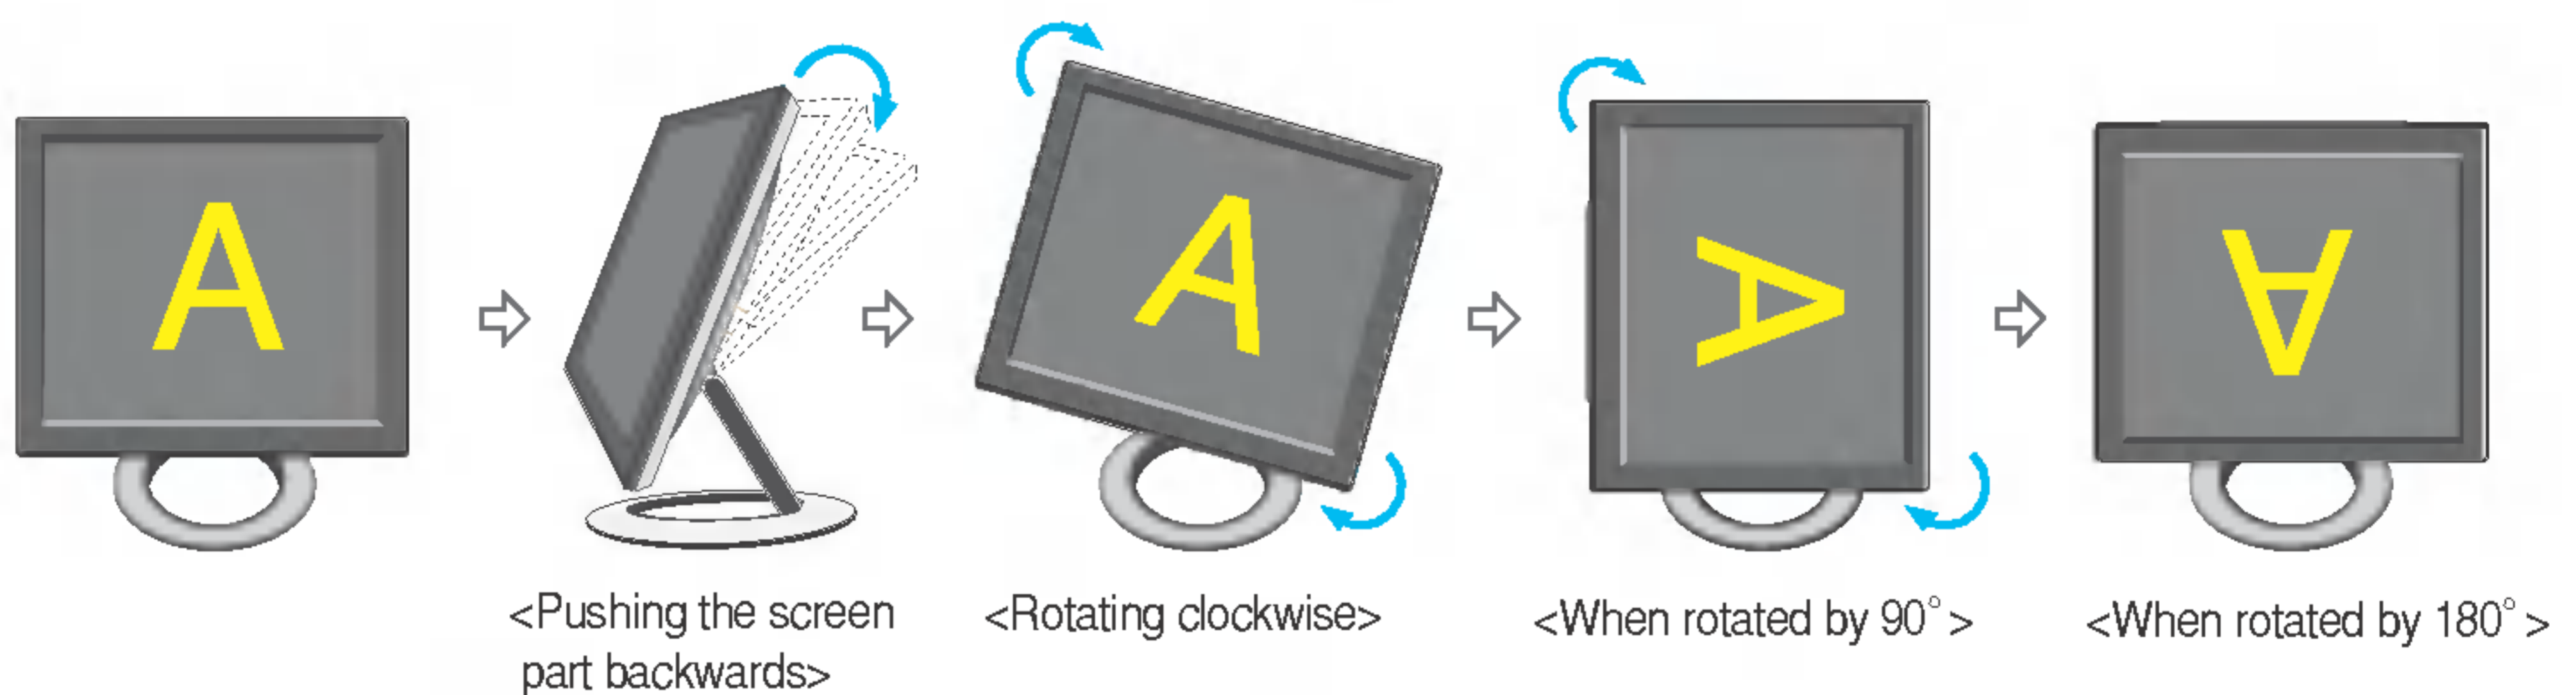 A
A
A
A
A
<Pushing the screen
part backwards>
<Rotating clockwise>
<When rotated by 90°>
<When rotated by 180°>